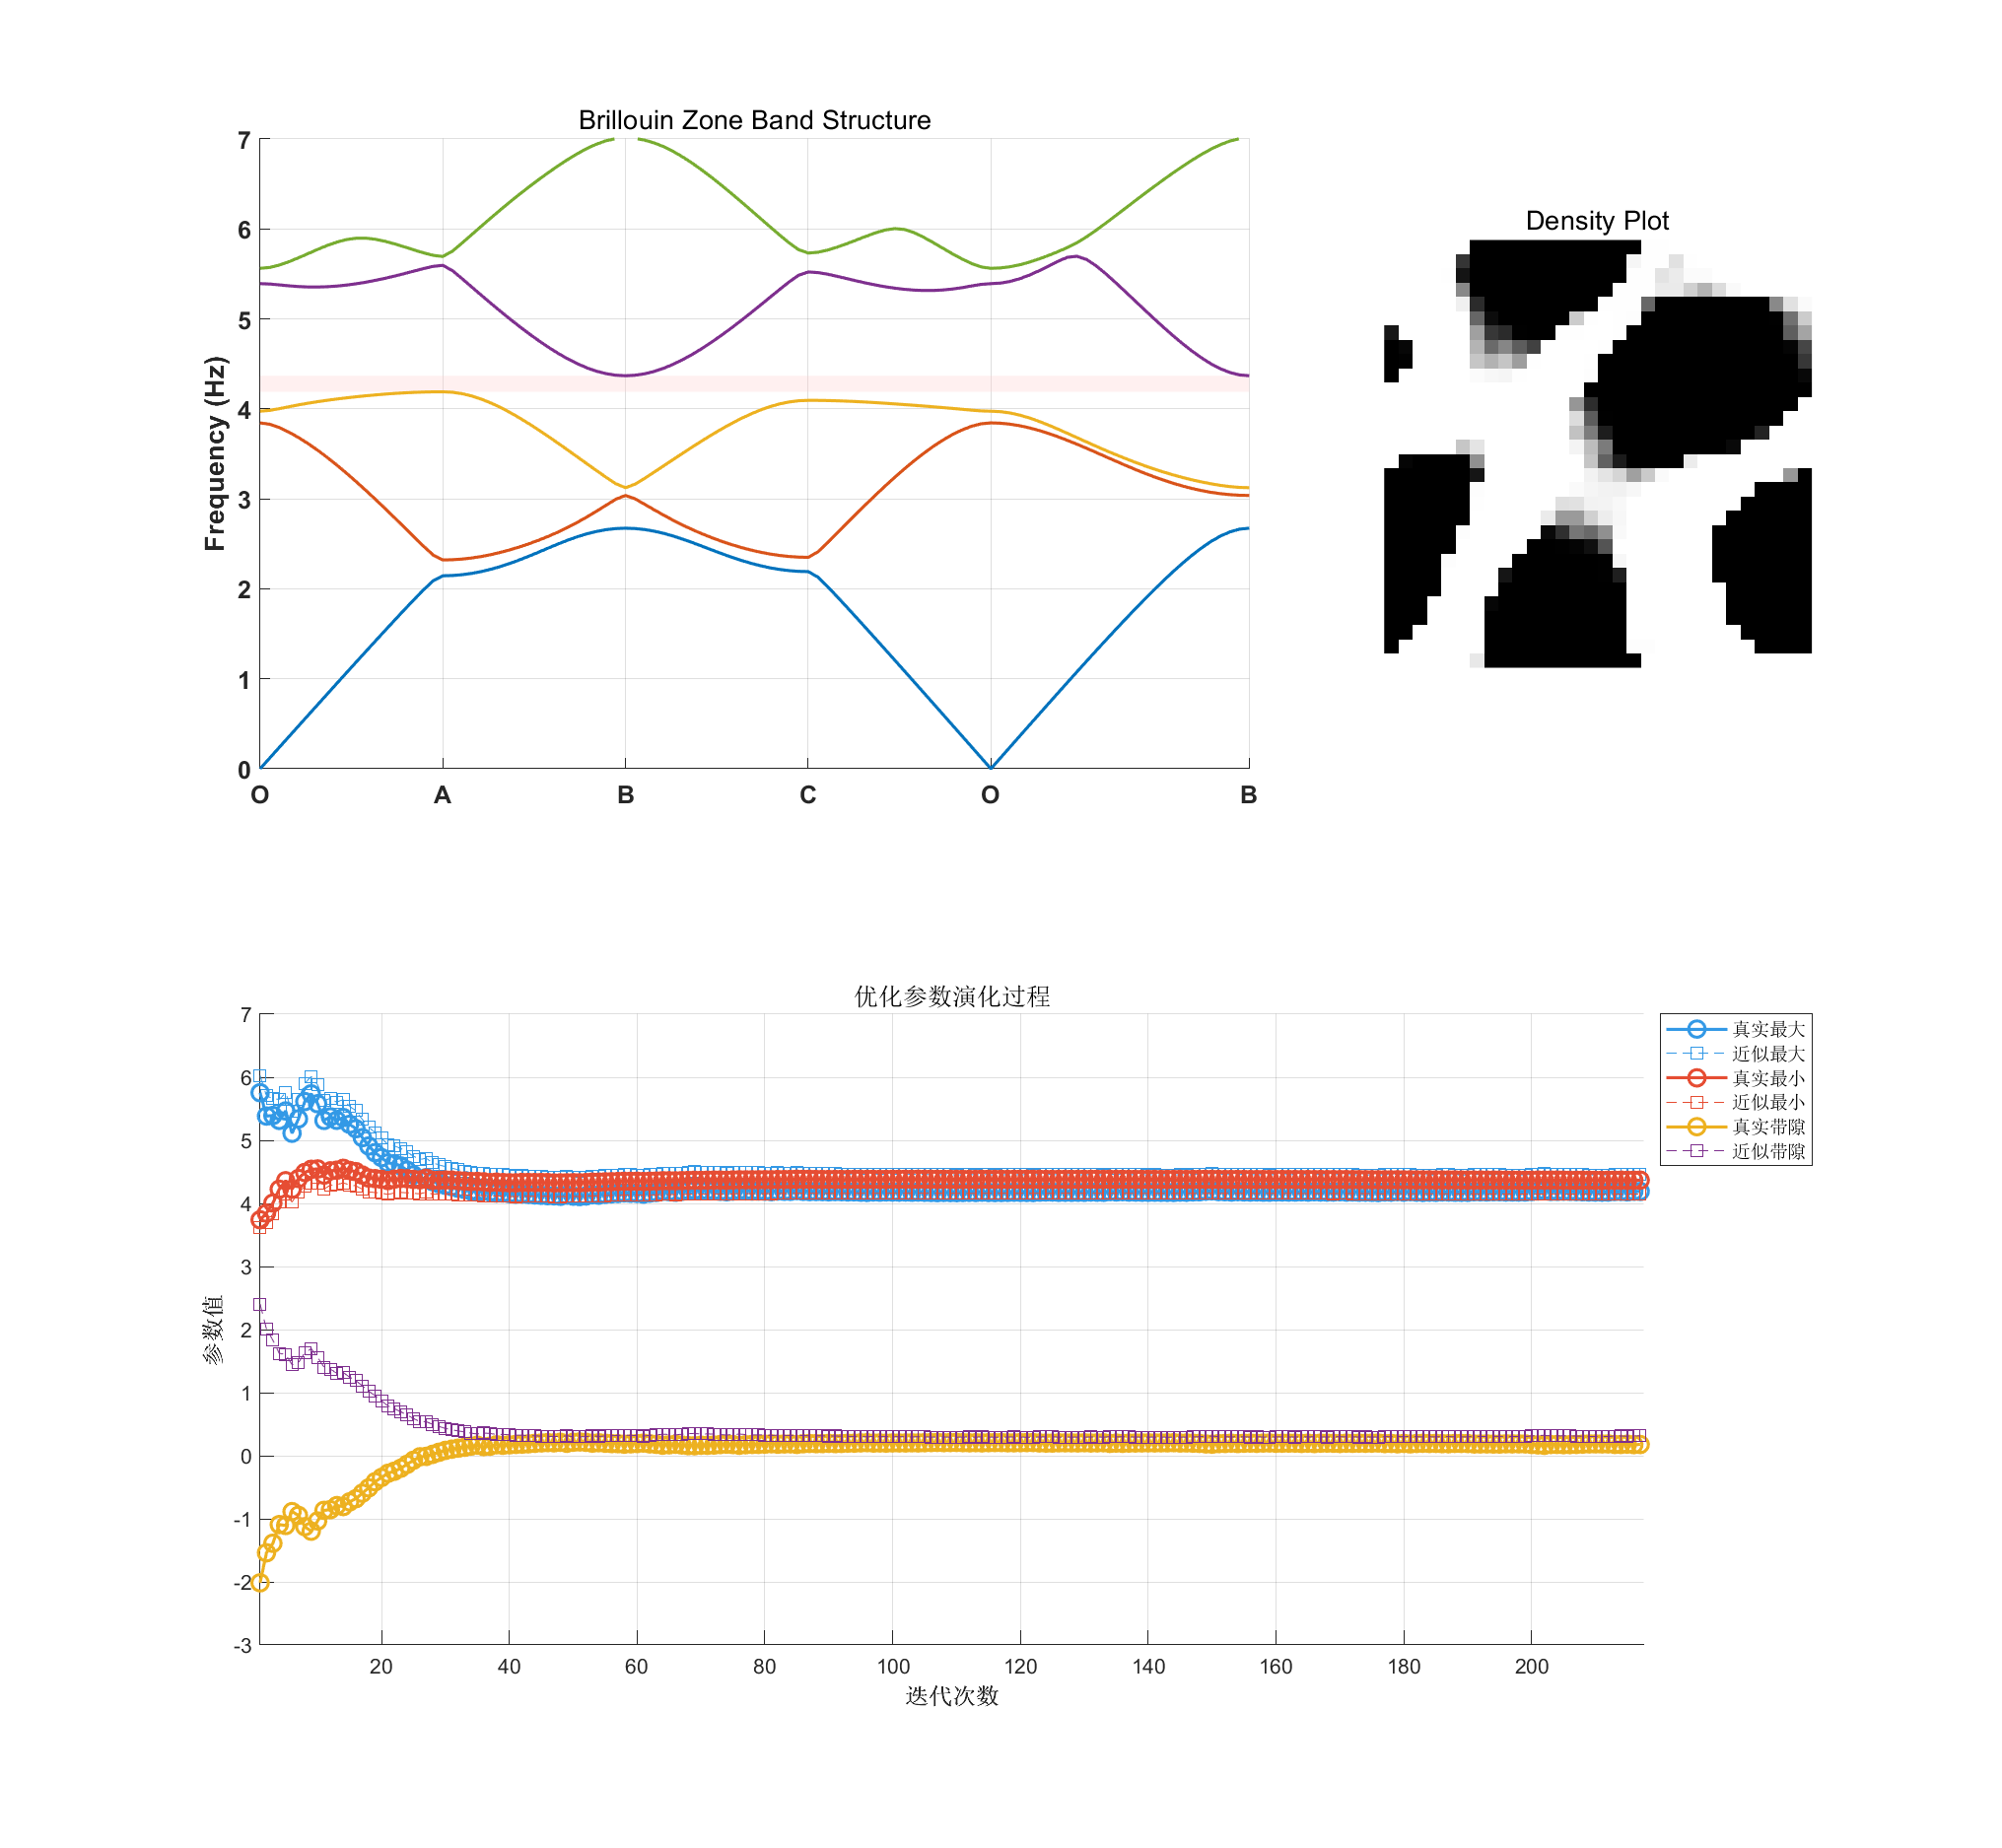 Brillouin Zone Band Structure
7
6
5
4
3
2
1
0
Frequency (Hz)
O A B C O B
Density Plot
优化参数演化过程
7
6
5
4
3
2
1
0
-1
-2
-3
参数值
20 40 60 80 100 120 140 160 180 200
迭代次数
真实最大
近似最大
真实最小
近似最小
真实带隙
近似带隙